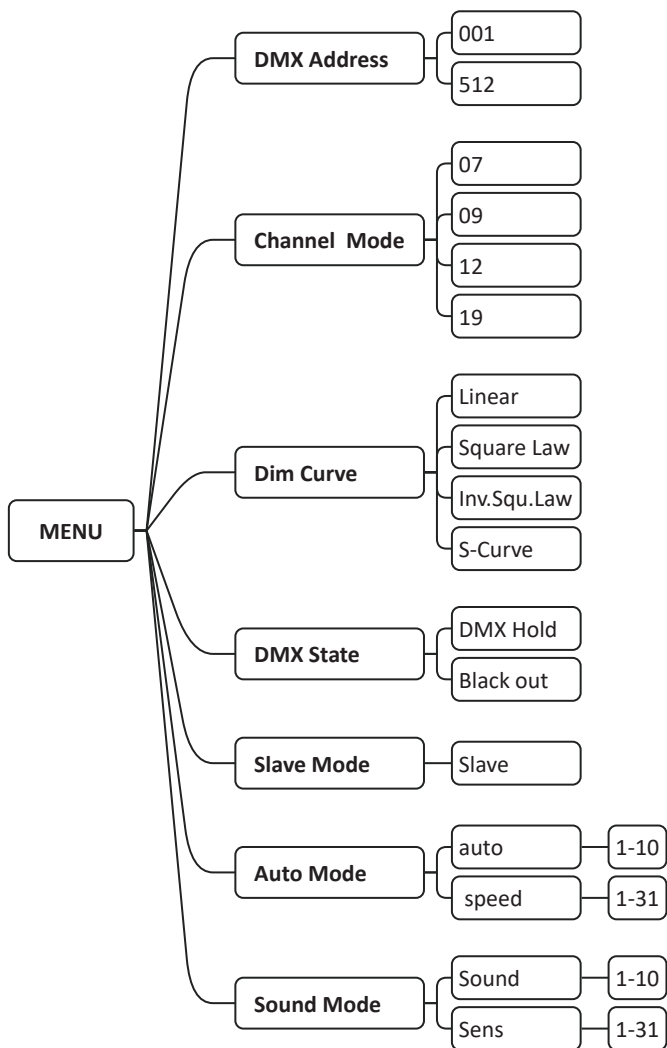 MENU
DMX Address
001
512
Channel  Mode
07
09
12
19
Dim Curve
Linear
Square Law
Inv.Squ.Law
S-Curve
DMX State
DMX Hold
Black out
Slave Mode
Slave
Auto Mode
auto 1-10
speed 1-31
Sound Mode
Sound 1-10
Sens 1-31